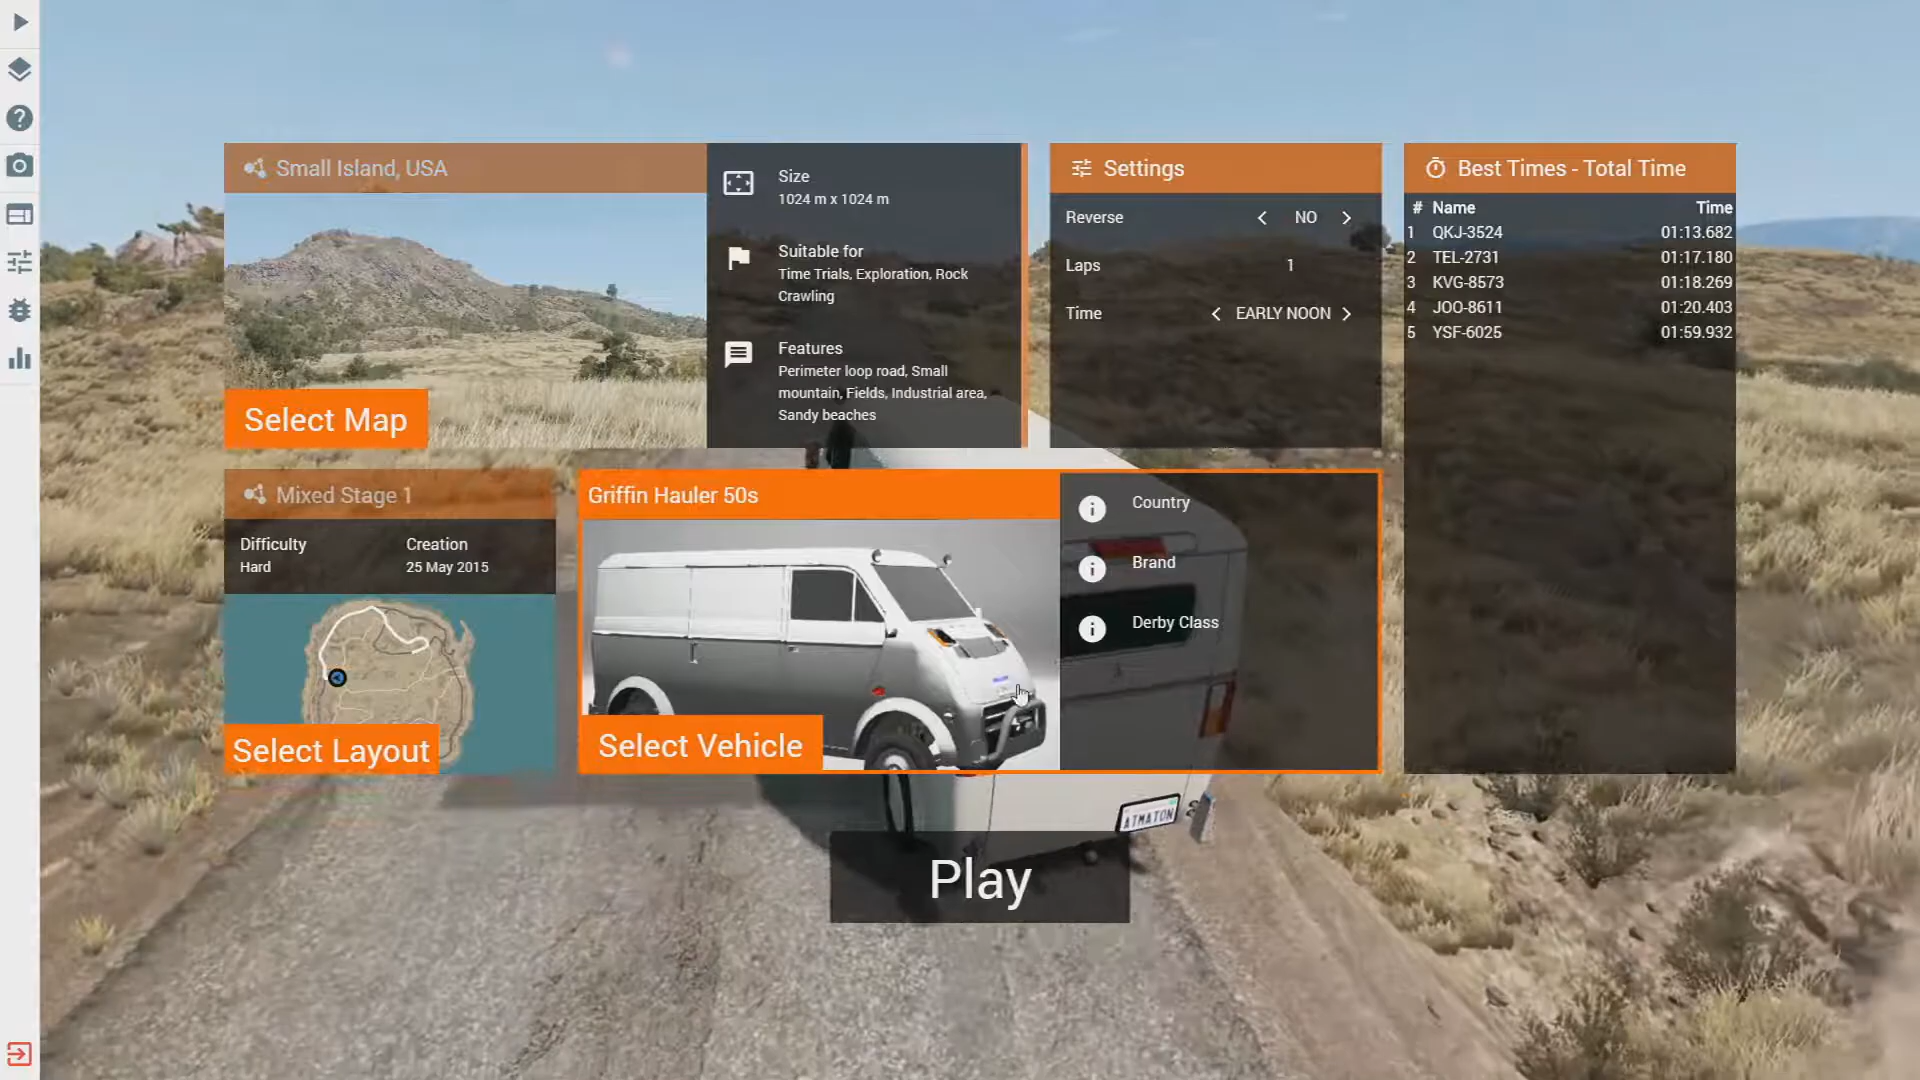 Small Island, USA
Select Map
Size
1024 m x 1024 m
Suitable for
Time Trials, Exploration, Rock
Crawling
Features
Perimeter loop road, Small
mountain, Fields, Industrial area,
Sandy beaches
Settings
Reverse NO
Laps 1
Time EARLY NOON
Best Times - Total Time
# Name Time
1 QKJ-3524 01:13.682
2 TEL-2731 01:17.180
3 KVG-8573 01:18.269
4 JOO-8611 01:20.403
5 YSF-6025 01:59.932
Mixed Stage 1
Difficulty Creation
Hard 25 May 2015
Select Layout
Griffin Hauler 50s
Select Vehicle
Country
Brand
Derby Class
ATMATON
Play